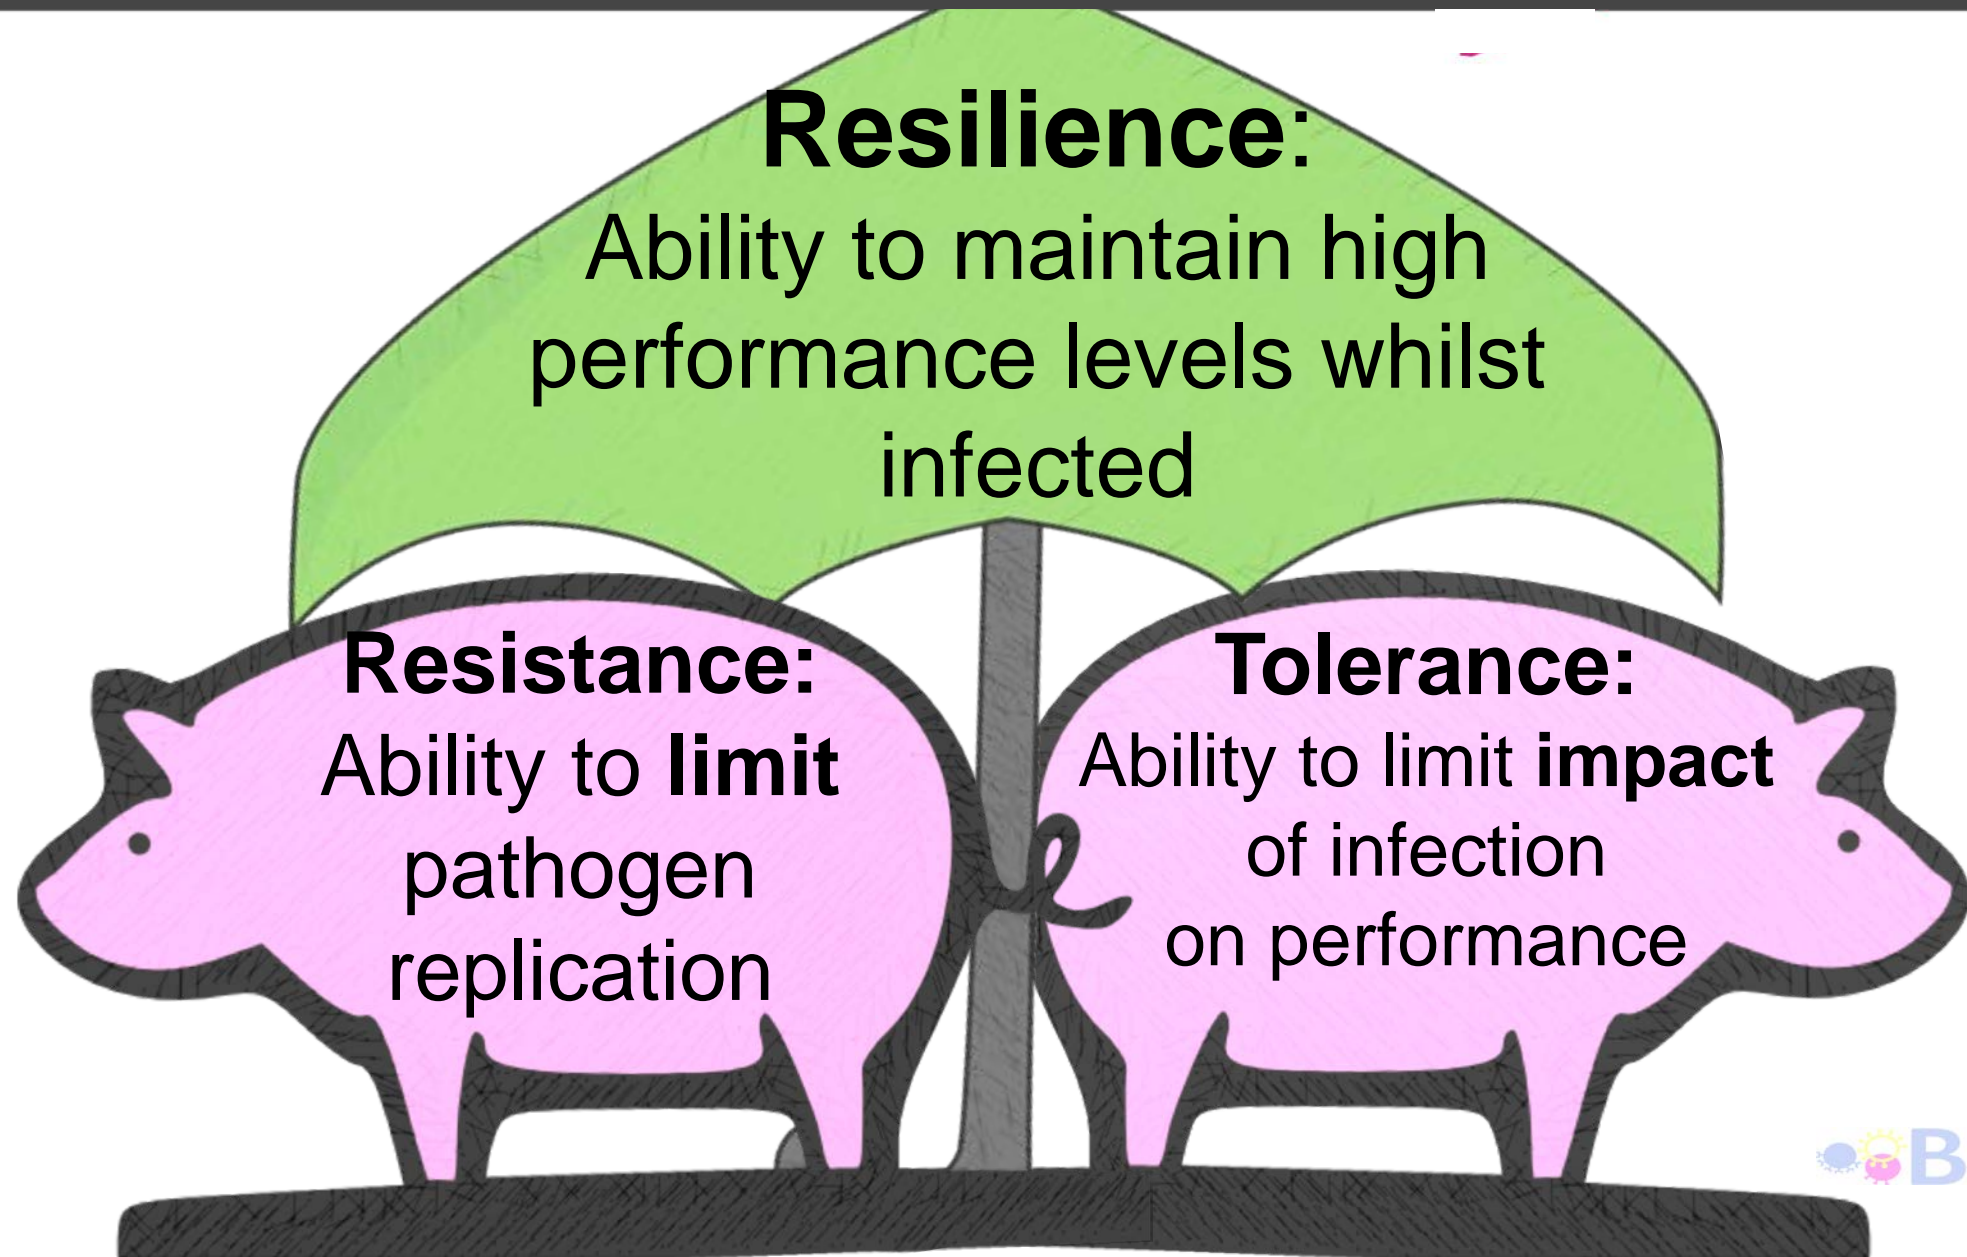 Resilience:
Ability to maintain high
performance levels whilst
infected
Resistance:
Ability to limit
pathogen
replication
Tolerance:
Ability to limit impact
of infection
on performance
B